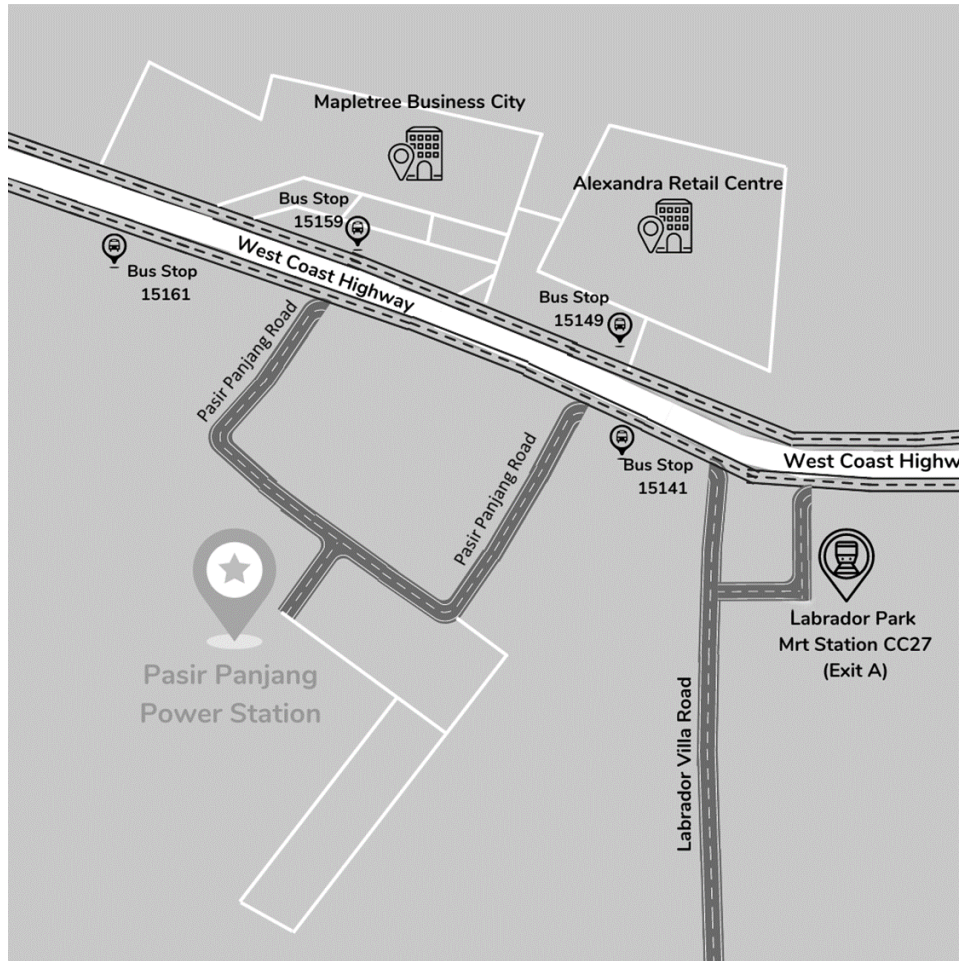 Mapletree Business City
Alexandra Retail Centre
Bus Stop
15159
West Coast Highway
Bus Stop
15161
Bus Stop
15149
Pasir Panjang Road
Pasir Panjang Road
Bus Stop
15141
West Coast Highw
Labrador Park
Mrt Station CC27
(Exit A)
Pasir Panjang
Power Station
Labrador Villa Road